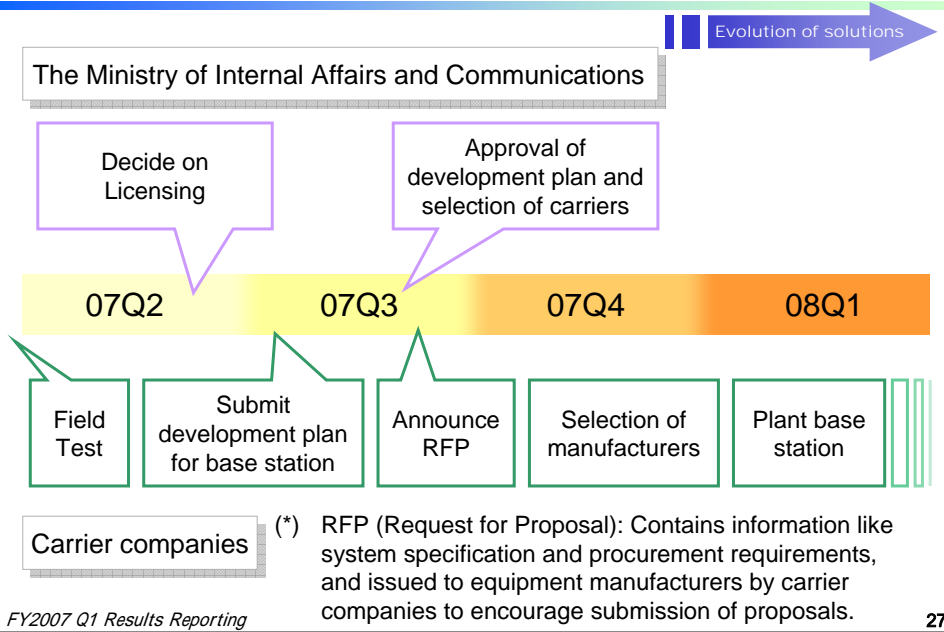 Evolution of solutions
The Ministry of Internal Affairs and Communications
Decide on
Licensing
Approval of
development plan and
selection of carriers
07Q2
07Q3
07Q4
08Q1
Field
Test
Submit
development plan
for base station
Announce
RFP
Selection of
manufacturers
Plant base
station
Carrier companies
(*) RFP (Request for Proposal): Contains information like
system specification and procurement requirements,
and issued to equipment manufacturers by carrier
companies to encourage submission of proposals.
FY2007 Q1 Results Reporting
27